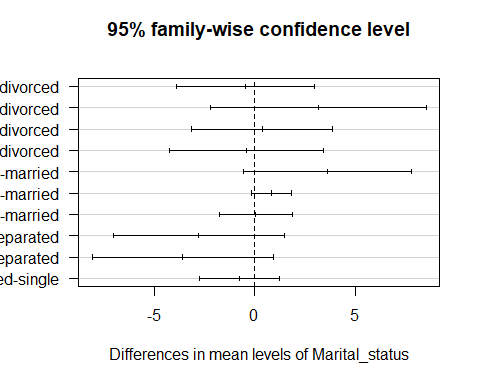 95% family-wise confidence level
divorced
divorced
divorced
divorced
-married
-married
-married
eparated
eparated
ed-single
-5 0 5
Differences in mean levels of Marital_status